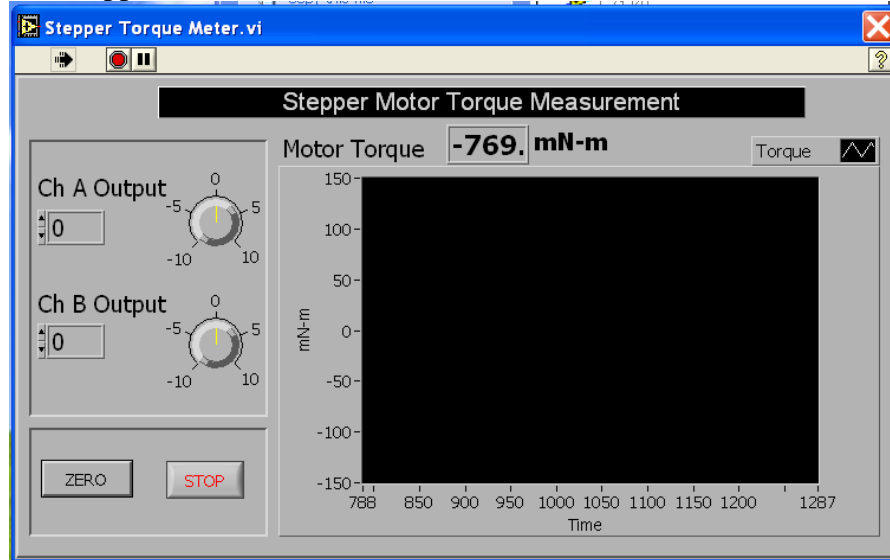 Stepper Torque Meter.vi
?
Stepper Motor Torque Measurement
Motor Torque -769. mN-m
Torque
Ch A Output
0
0
-5
5
-10
10
Ch B Output
0
0
-5
5
-10
10
ZERO
STOP
mN-m
150
100
50
0
-50
-100
-150
788 850 900 950 1000 1050 1100 1150 1200 1287
Time